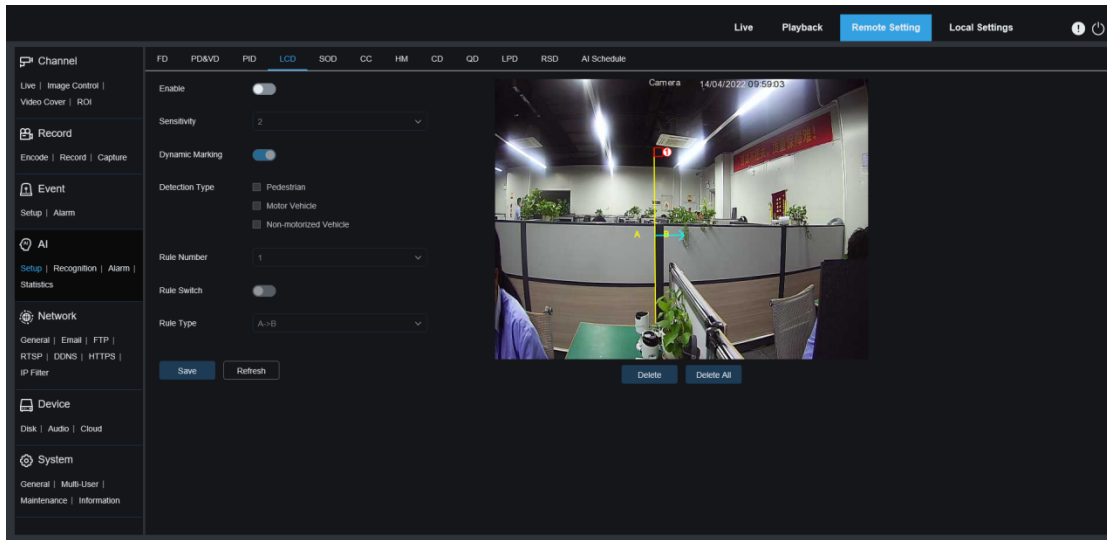 Live Playback Remote Setting Local Settings
Channel
Live | Image Control |
Video Cover | ROI
Record
Encode | Record | Capture
Event
Setup | Alarm
AI
Setup | Recognition | Alarm |
Statistics
Network
General | Email | FTP |
RTSP | DDNS | HTTPS |
IP Filter
Device
Disk | Audio | Cloud
System
General | Multi-User |
Maintenance | Information
FD PD&VD PID LCD SOD CC HM CD QD LPD RSD AI Schedule
Enable
Sensitivity 2
Dynamic Marking
Detection Type Pedestrian
Motor Vehicle
Non-motorized Vehicle
Rule Number 1
Rule Switch
Rule Type A->B
Save Refresh
Camera 14/04/2022 09:59:03
1
A B
Delete Delete All